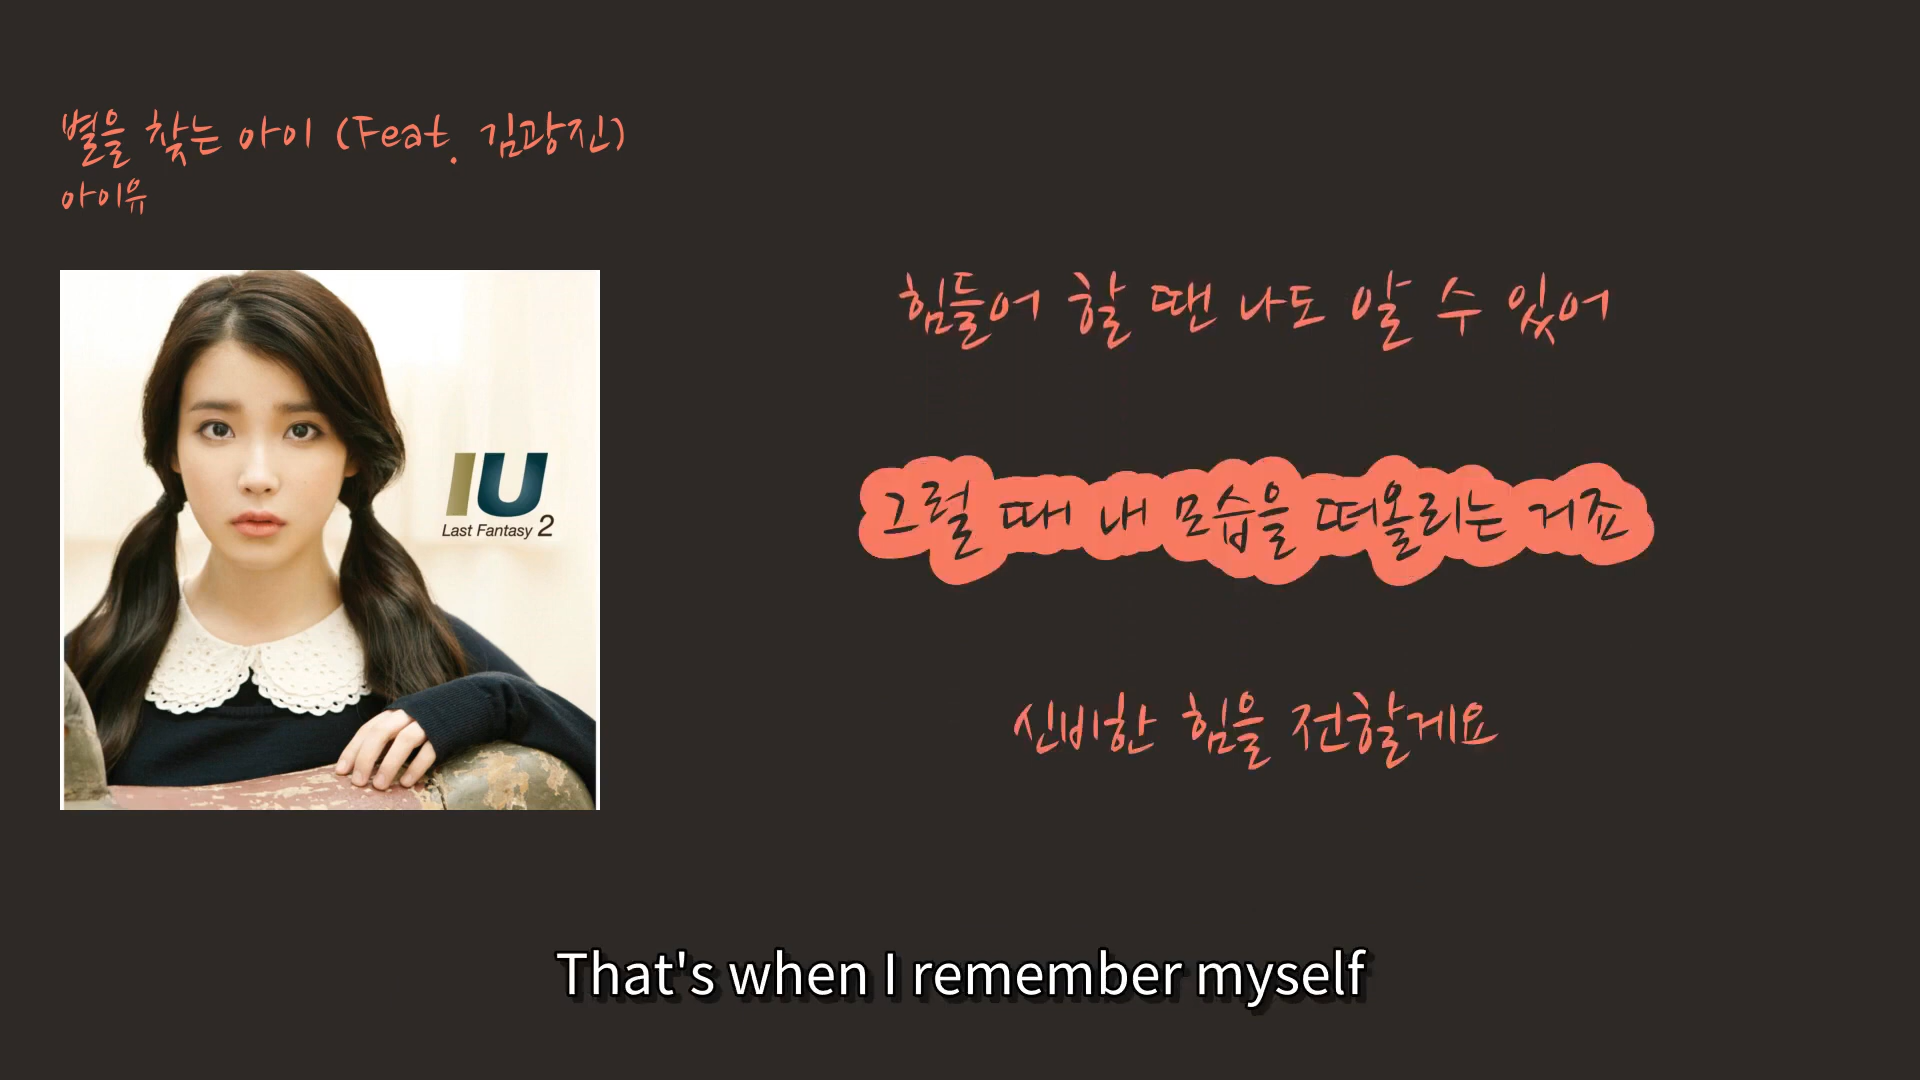 별을 찾는 아이 (Feat. 김광진)
아이유
IU
Last Fantasy 2
힘들어 할 땐 나도 알 수 있어
그럴 때 내 모습을 떠올리는 거죠
신비한 힘을 전할게요
That's when I remember myself